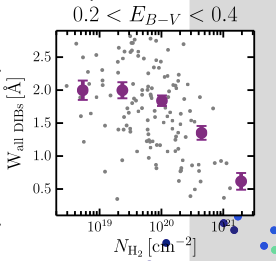 0.2 < E_{B−V} < 0.4
W_{all DIBs} [Å]
2.5
2.0
1.5
1.0
0.5
10^{19} 10^{20} 10^{21}
N_{H_2} [cm^{−2}]